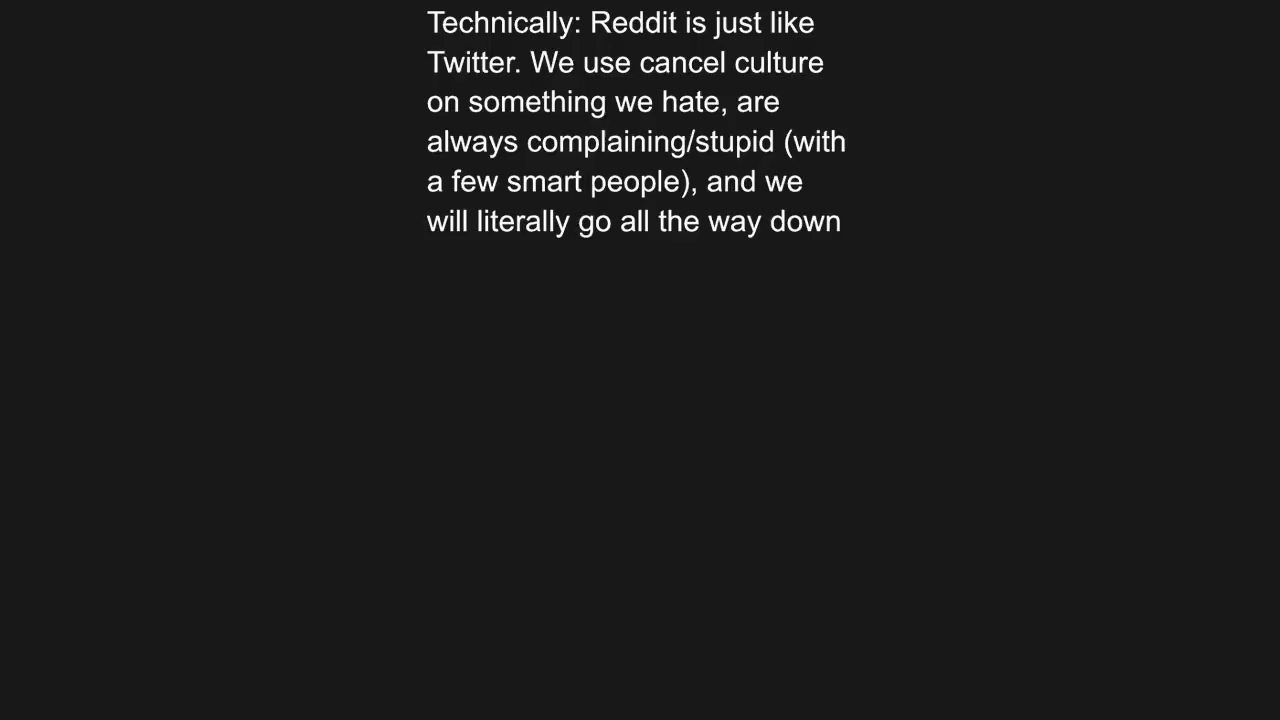 Technically: Reddit is just like
Twitter. We use cancel culture
on something we hate, are
always complaining/stupid (with
a few smart people), and we
will literally go all the way down